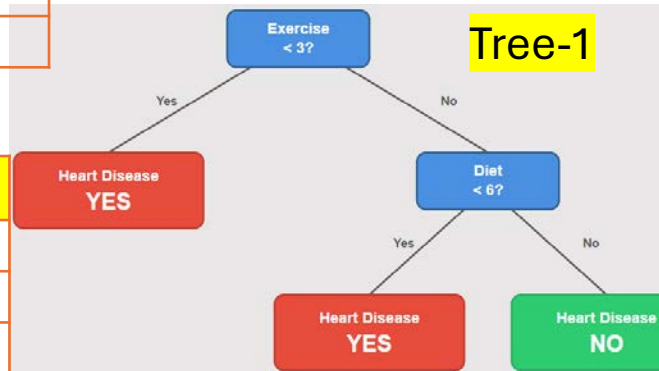 Exercise
< 3?
Tree-1
Yes
No
Heart Disease
YES
Diet
< 6?
Yes
No
Heart Disease
YES
Heart Disease
NO